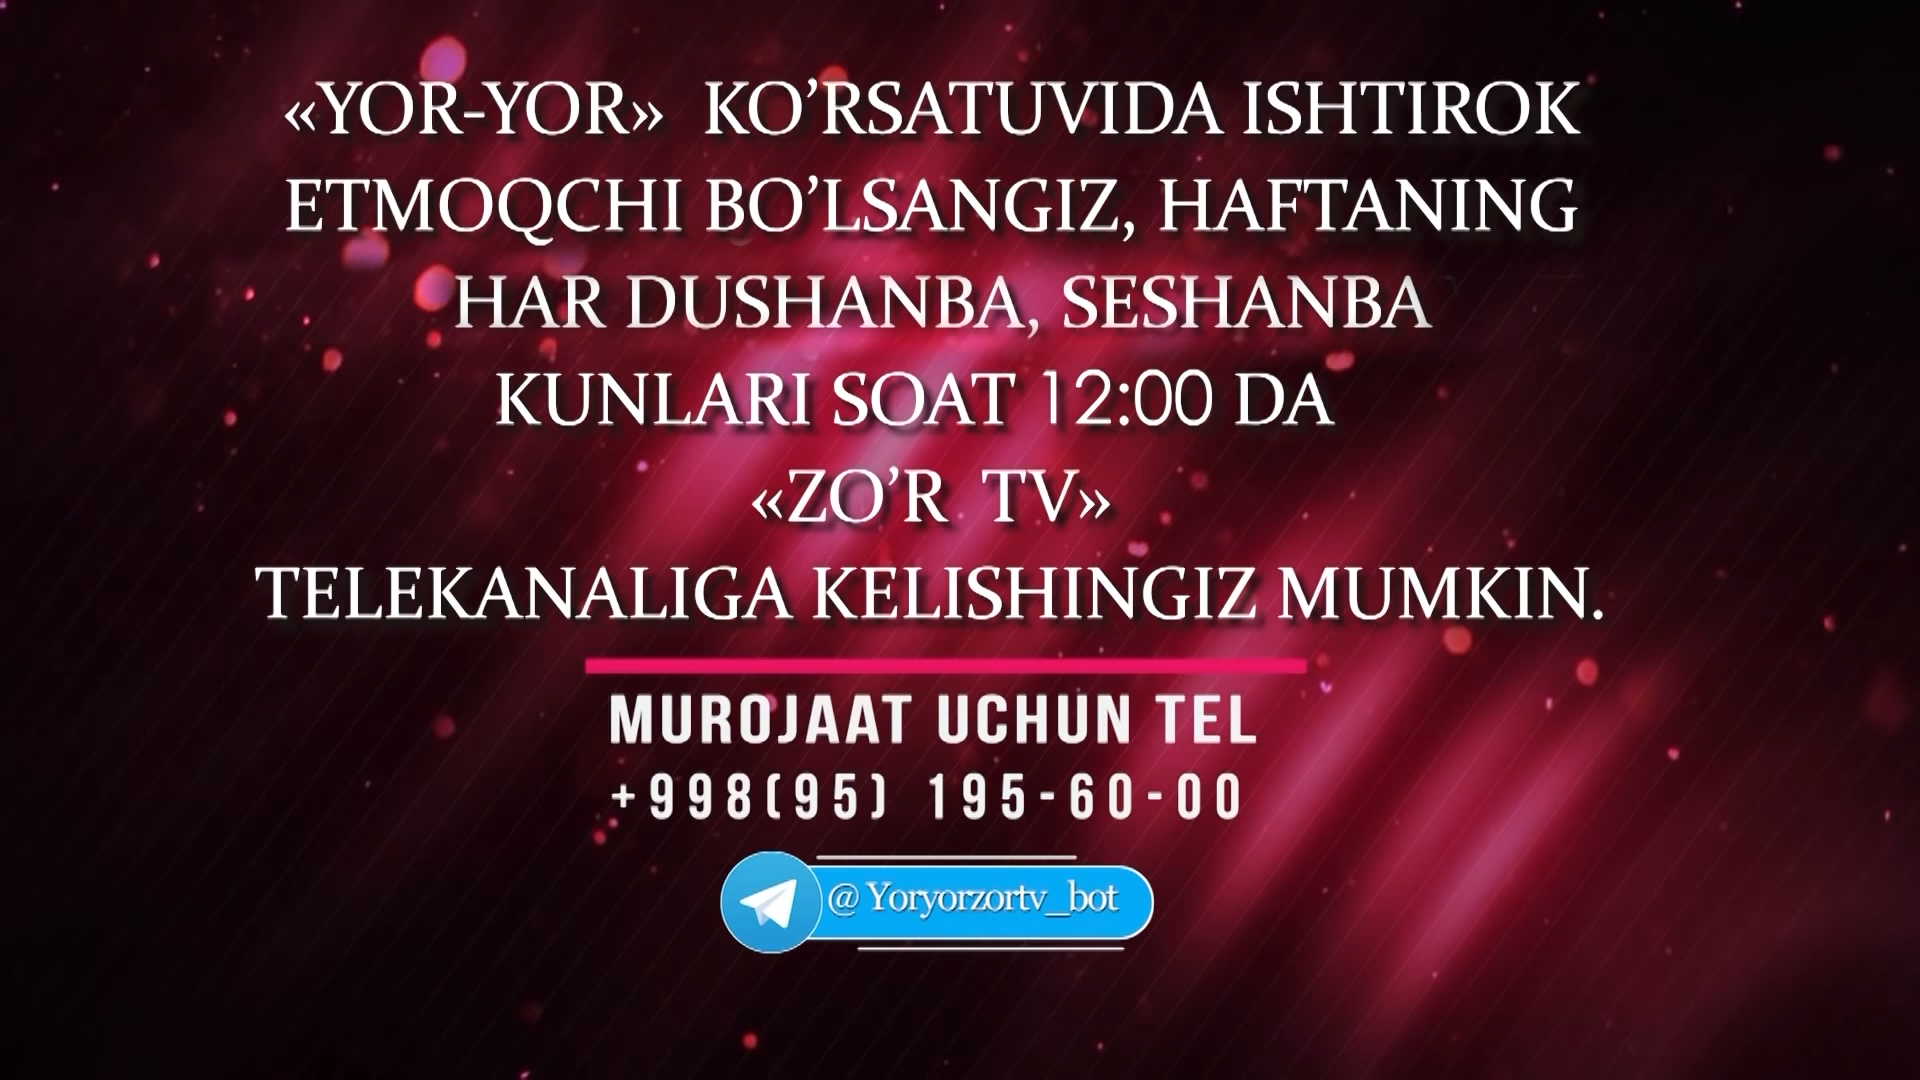 «YOR-YOR» KO’RSATUVIDA ISHTIROK
ETMOQCHI BO’LSANGIZ, HAFTANING
HAR DUSHANBA, SESHANBA
KUNLARI SOAT 12:00 DA
«ZO’R TV»
TELEKANALIGA KELISHINGIZ MUMKIN.
MUROJAAT UCHUN TEL
+998(95) 195-60-00
@ Yoryorzortv_bot